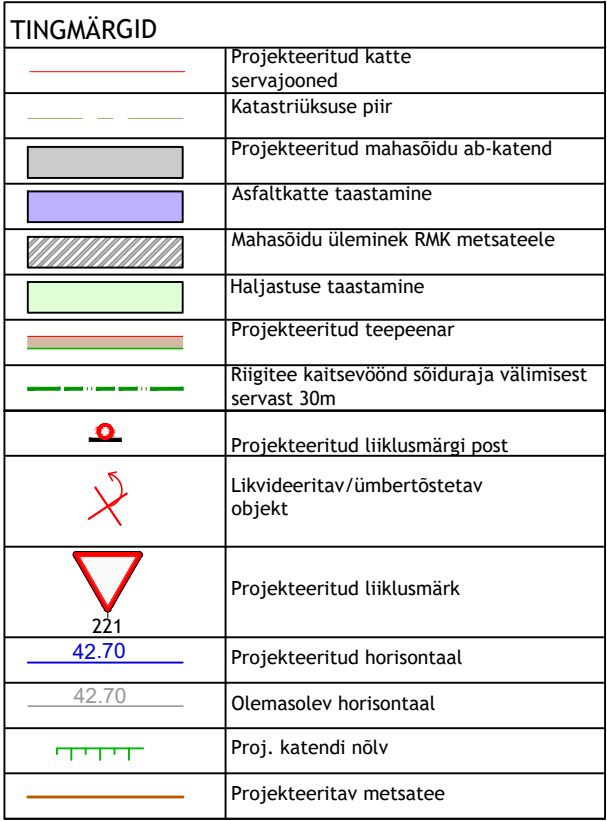 TINGMÄRGID
Projekteeritud katte
servajooned
Katastriüksuse piir
Projekteeritud mahasõidu ab-katend
Asfaltkatte taastamine
Mahasõidu üleminek RMK metsateele
Haljastuse taastamine
Projekteeritud teepeenar
Riigitee kaitsevöönd sõiduraja välimisest
servast 30m
Projekteeritud liiklusmärgi post
Likvideeritav/ümbertõstetav
objekt
221
Projekteeritud liiklusmärk
42.70
Projekteeritud horisontaal
42.70
Olemasolev horisontaal
Proj. katendi nõlv
Projekteeritav metsatee